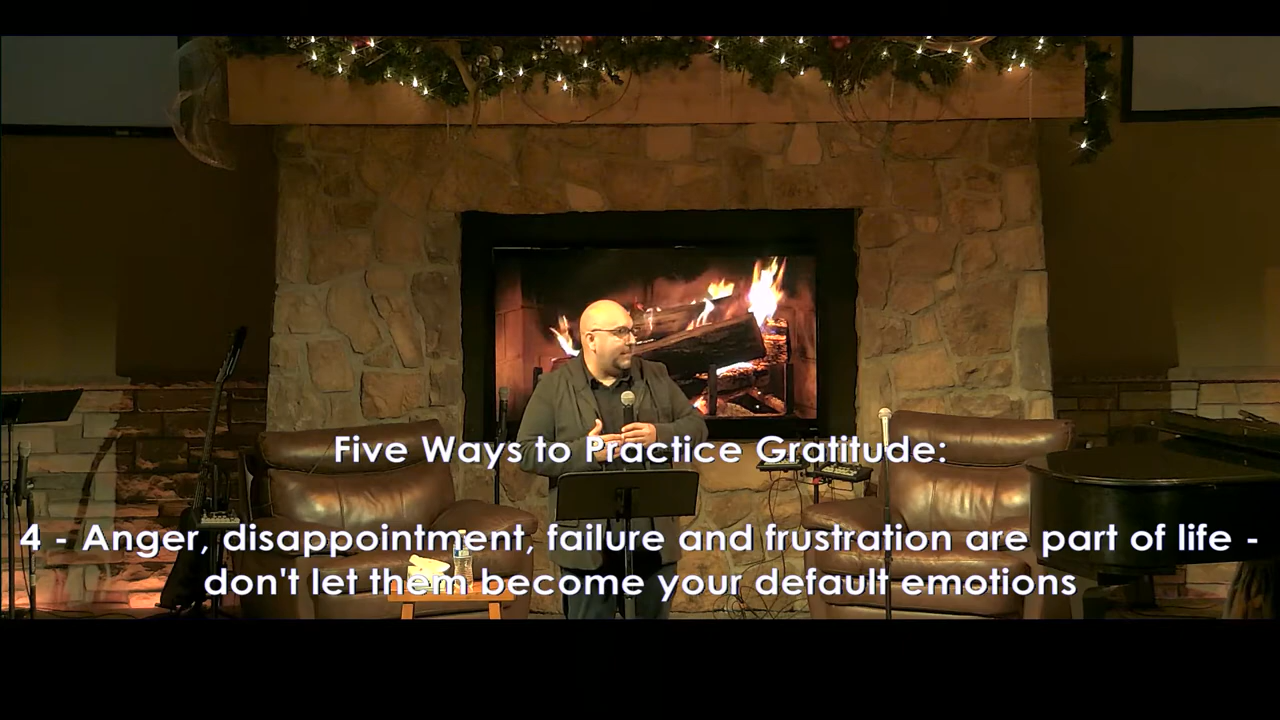 Five Ways to Practice Gratitude:
4 - Anger, disappointment, failure and frustration are part of life -
don't let them become your default emotions